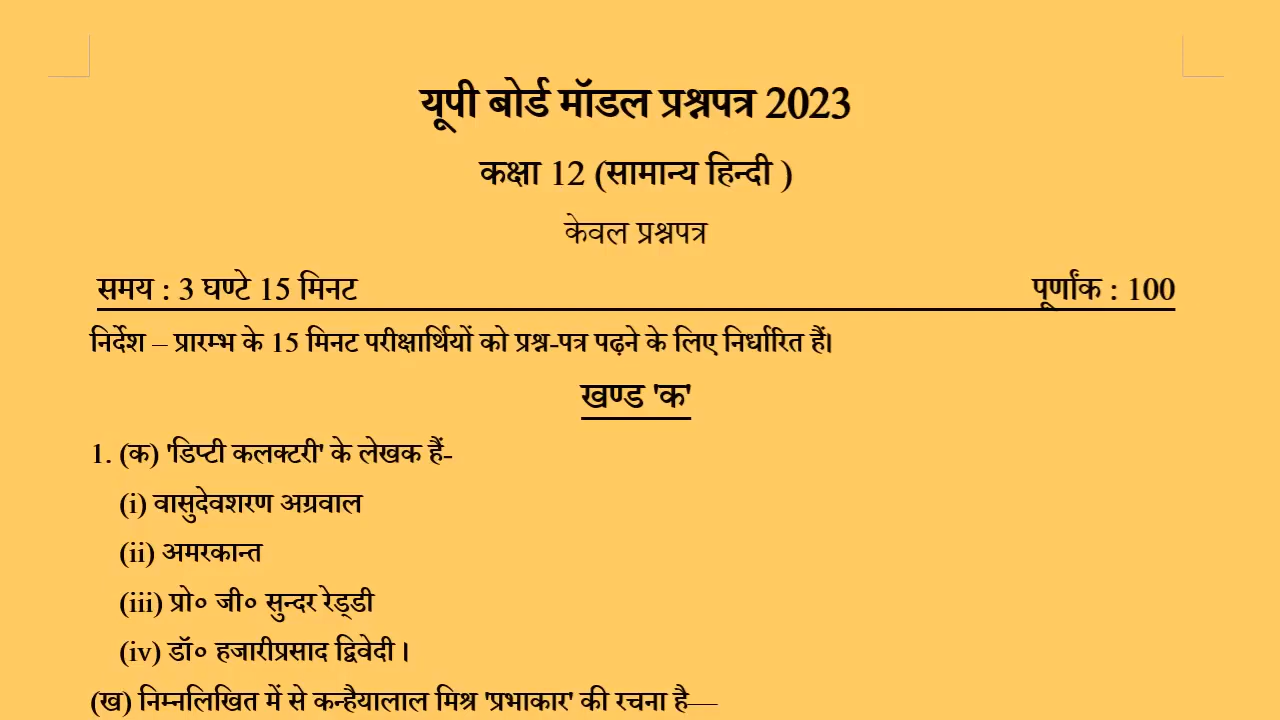 यूपी बोर्ड मॉडल प्रश्नपत्र 2023
कक्षा 12 (सामान्य हिन्दी )
केवल प्रश्नपत्र
समय : 3 घण्टे 15 मिनट पूर्णांक : 100
निर्देश – प्रारम्भ के 15 मिनट परीक्षार्थियों को प्रश्न-पत्र पढ़ने के लिए निर्धारित हैं।
खण्ड 'क'
1. (क) 'डिप्टी कलक्टरी' के लेखक हैं-
(i) वासुदेवशरण अग्रवाल
(ii) अमरकान्त
(iii) प्रो० जी० सुन्दर रेड्डी
(iv) डॉ० हजारीप्रसाद द्विवेदी।
(ख) निम्नलिखित में से कन्हैयालाल मिश्र 'प्रभाकार' की रचना है—